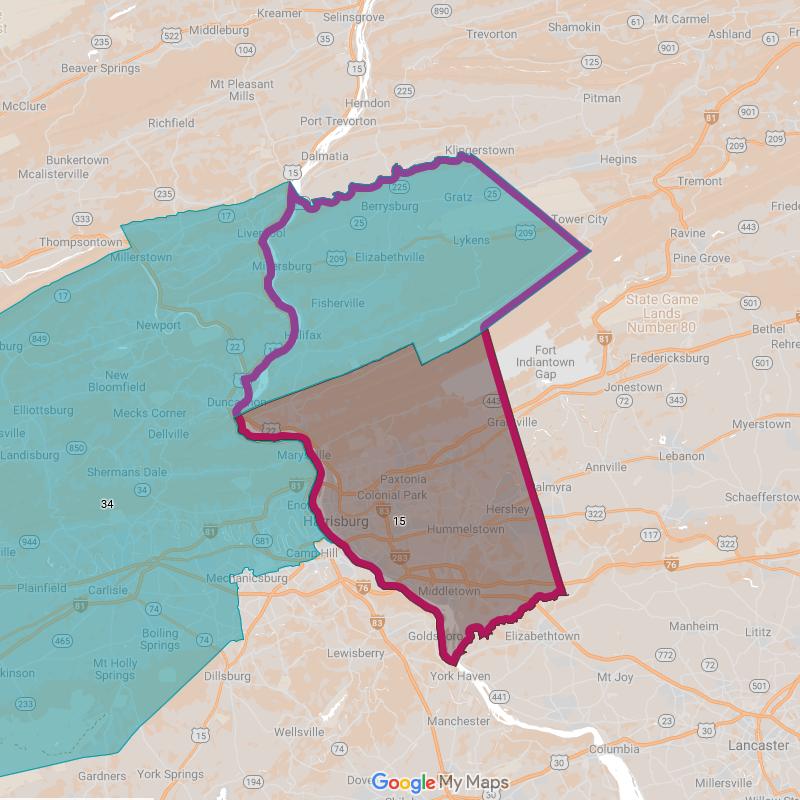 Kreamer
Selinsgrove
890
Shamokin
61
Mt Carmel
522
Middleburg
35
Trevorton
901
Ashland
61
235
Beaver Springs
104
15
125
Mt Pleasant
Mills
225
Pitman
81
901
McClure
Herndon
Port Trevorton
209
209
Richfield
Dalmatia
Klingerstown
Hegins
Bunkertown
Mcalisterville
15
Tremont
235
225
Gratz
25
Berrysburg
333
17
25
Tower City
443
Thompsontown
Liverpool
Lykens
209
Ravine
Millerstown
Millersburg
209
Elizabethville
Pine Grove
17
Fisherville
State Game
Lands
Number 80
501
Newport
849
22
Halifax
81
Bethel
Fort
Indiantown
Gap
Fredericksburg
New
Bloomfield
Jonestown
501
Elliottsburg
Mecks Corner
Duncannon
443
72
343
Dellville
22
Grantville
Myerstown
Landisburg
Marysville
Lebanon
Shermans Dale
Annville
34
81
Paxtonia
Colonial Park
Palmyra
Schaefferstown
34
Enola
83
Hershey
322
501
Harrisburg
15
Hummelstown
117
322
944
81
581
Camp Hill
283
76
Plainfield
Carlisle
Mechanicsburg
76
Middletown
81
74
83
Manheim
Lititz
465
Boiling
Springs
74
Goldsboro
Elizabethtown
Mt Holly
Springs
Lewisberry
772
72
Dillsburg
York Haven
Mt Joy
501
233
441
15
Wellsville
Manchester
23
30
74
Columbia
Lancaster
Gardners
York Springs
30
194
Google My Maps
30
Millersville